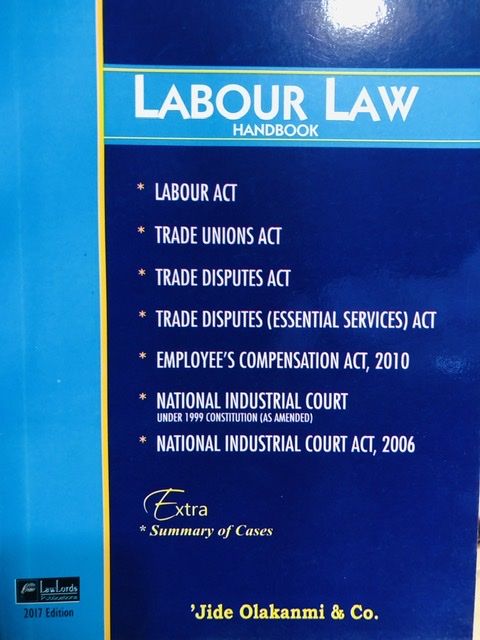 LABOUR LAW
HANDBOOK
* LABOUR ACT
* TRADE UNIONS ACT
* TRADE DISPUTES ACT
* TRADE DISPUTES (ESSENTIAL SERVICES) ACT
* EMPLOYEE'S COMPENSATION ACT, 2010
* NATIONAL INDUSTRIAL COURT
UNDER 1999 CONSTITUTION (AS AMENDED)
* NATIONAL INDUSTRIAL COURT ACT, 2006
Extra
* Summary of Cases
LawLords
Publications
2017 Edition
'Jide Olakanmi & Co.